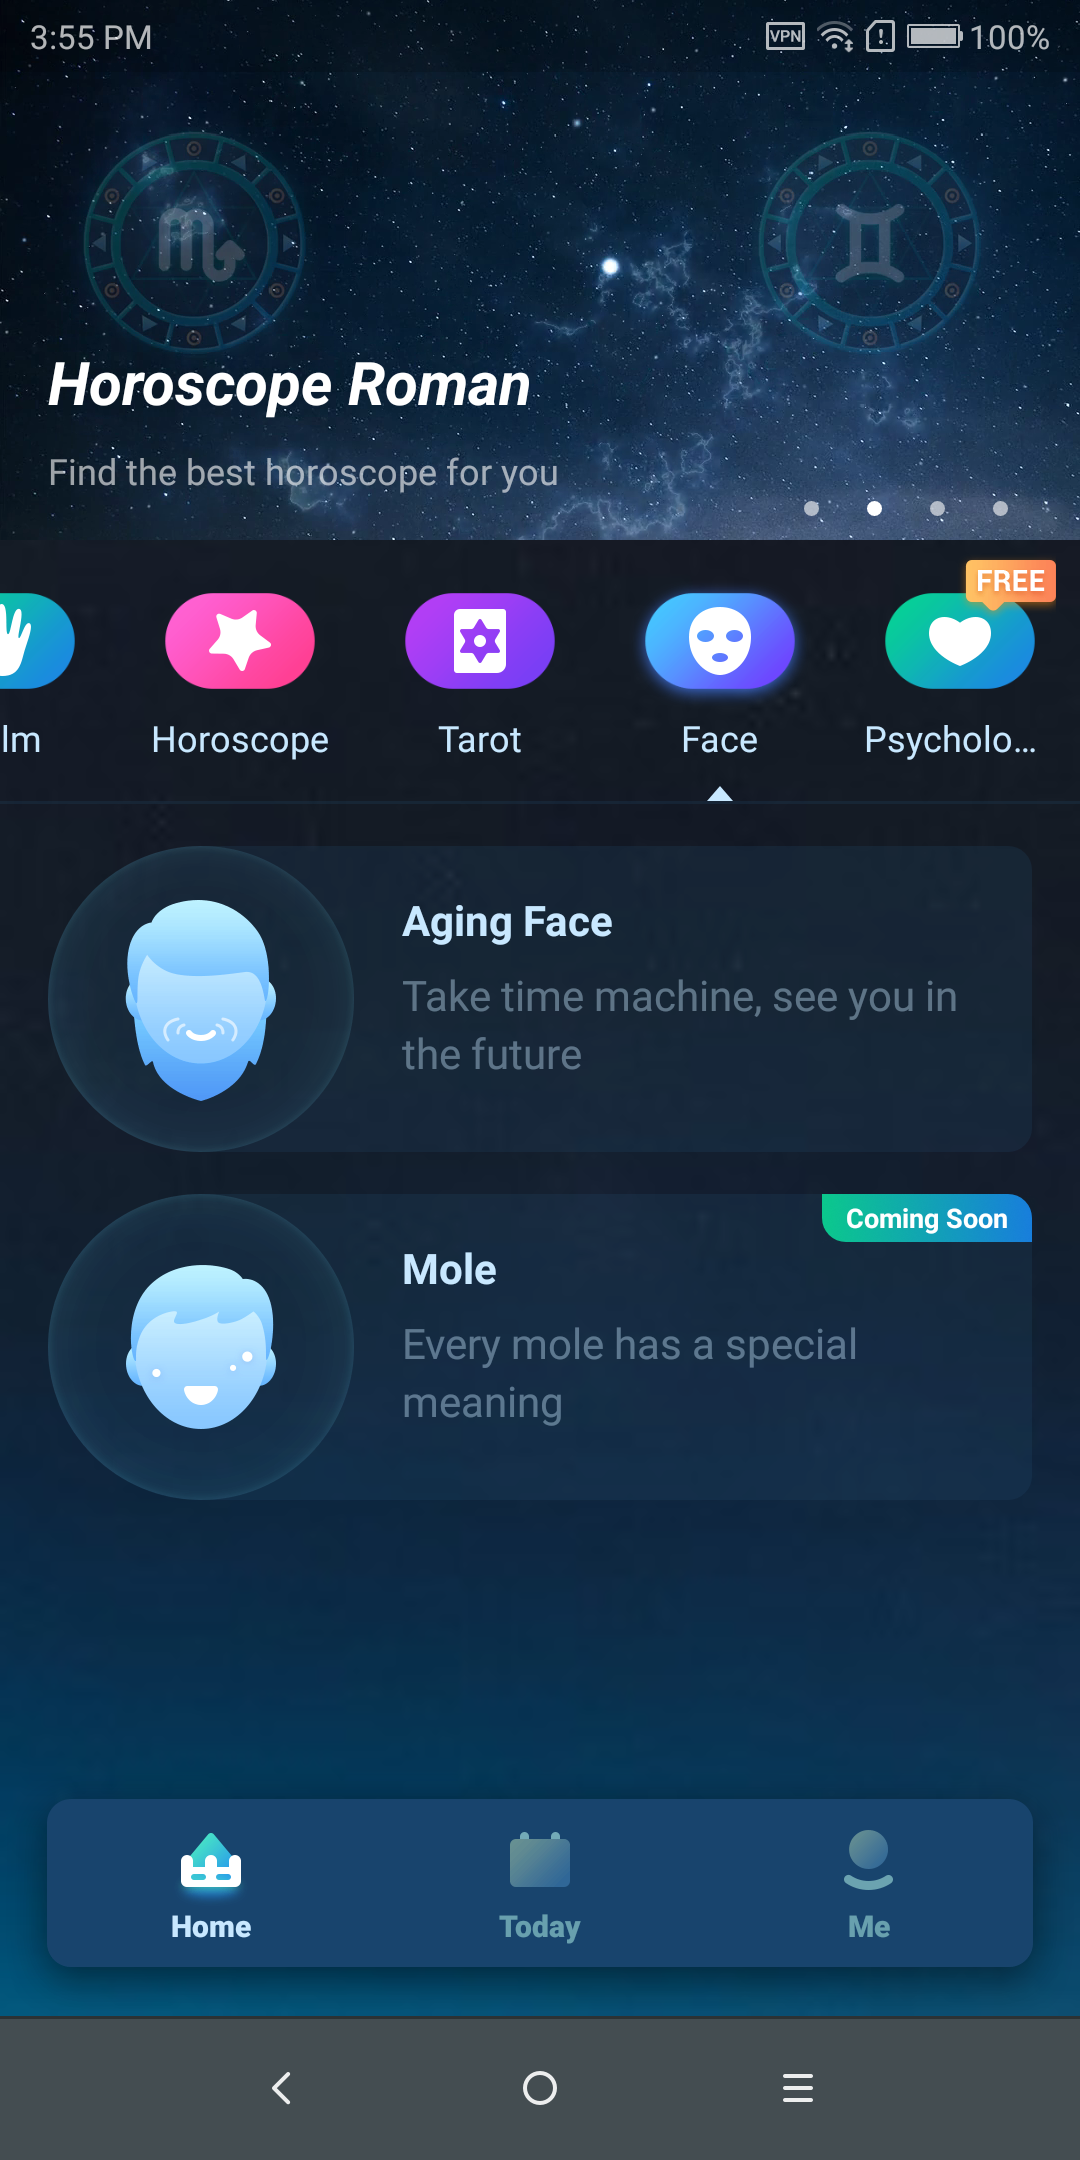 3:55 PM
VPN
100%
Horoscope Roman
Find the best horoscope for you
FREE
lm
Horoscope
Tarot
Face
Psycholo...
Aging Face
Take time machine, see you in
the future
Coming Soon
Mole
Every mole has a special
meaning
Home
Today
Me